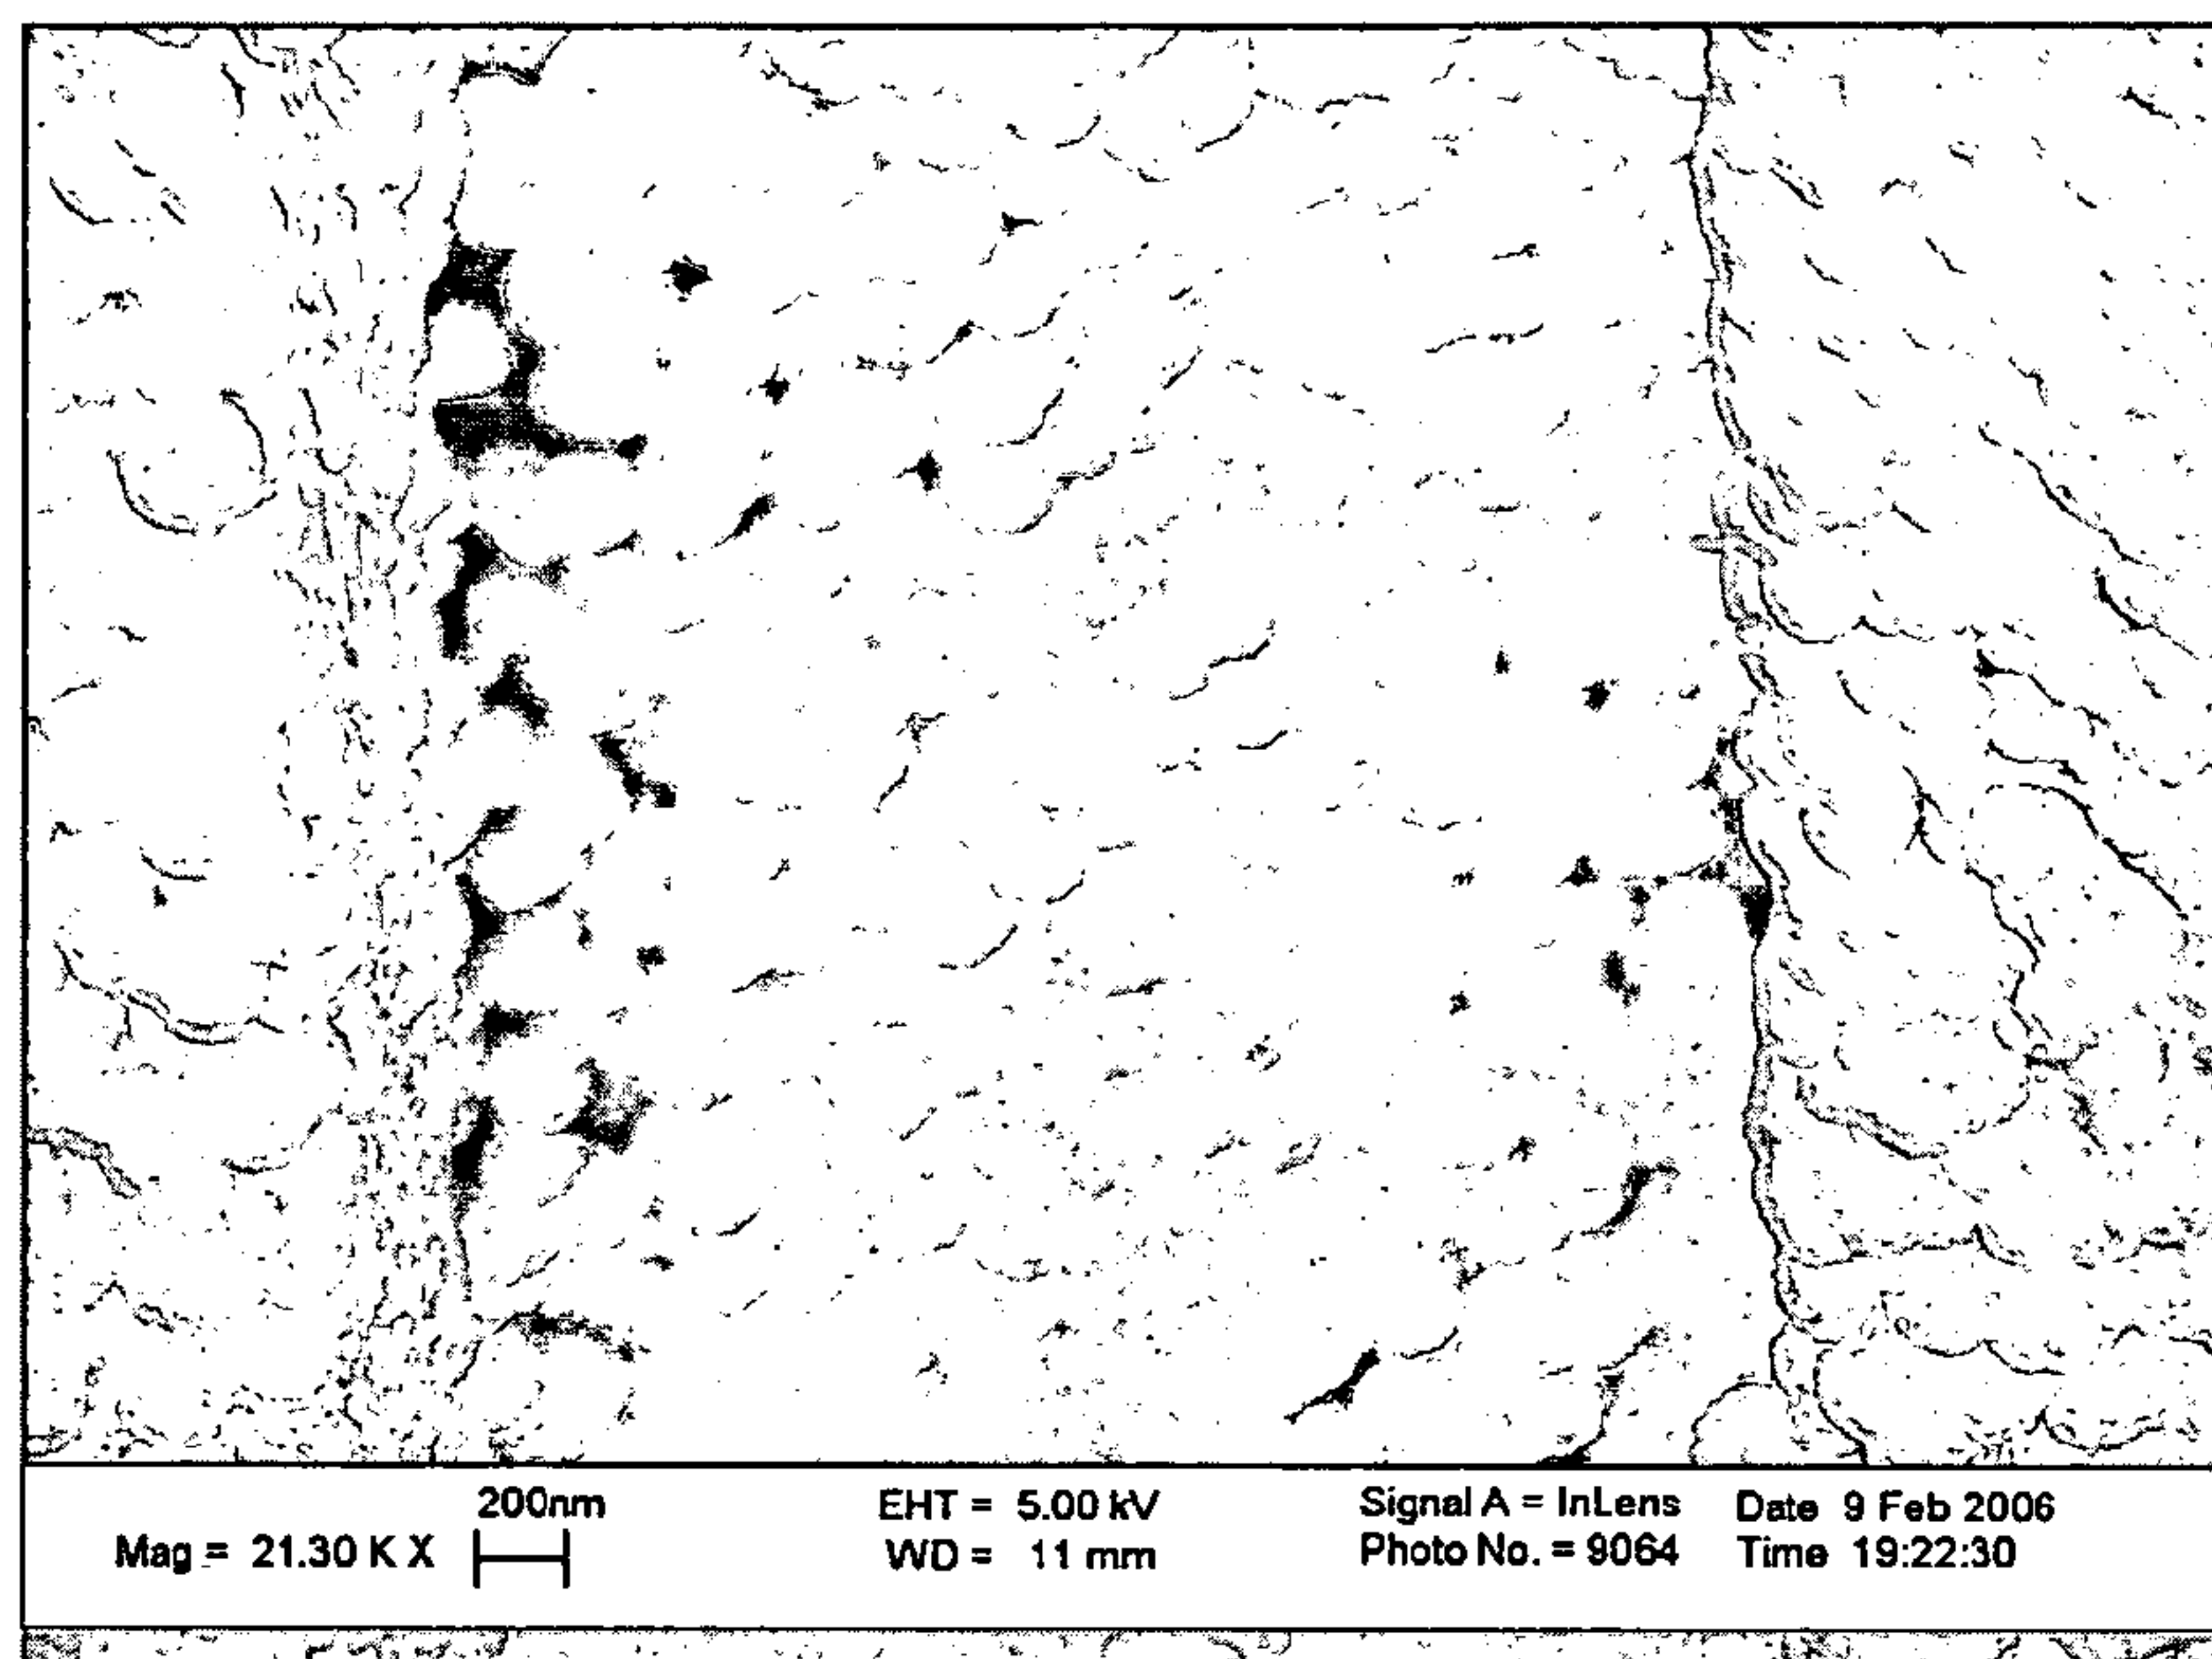 200nm
Mag = 21.30 K X
EHT = 5.00 kV
WD = 11 mm
Signal A = InLens
Photo No. = 9064
Date 9 Feb 2006
Time 19:22:30